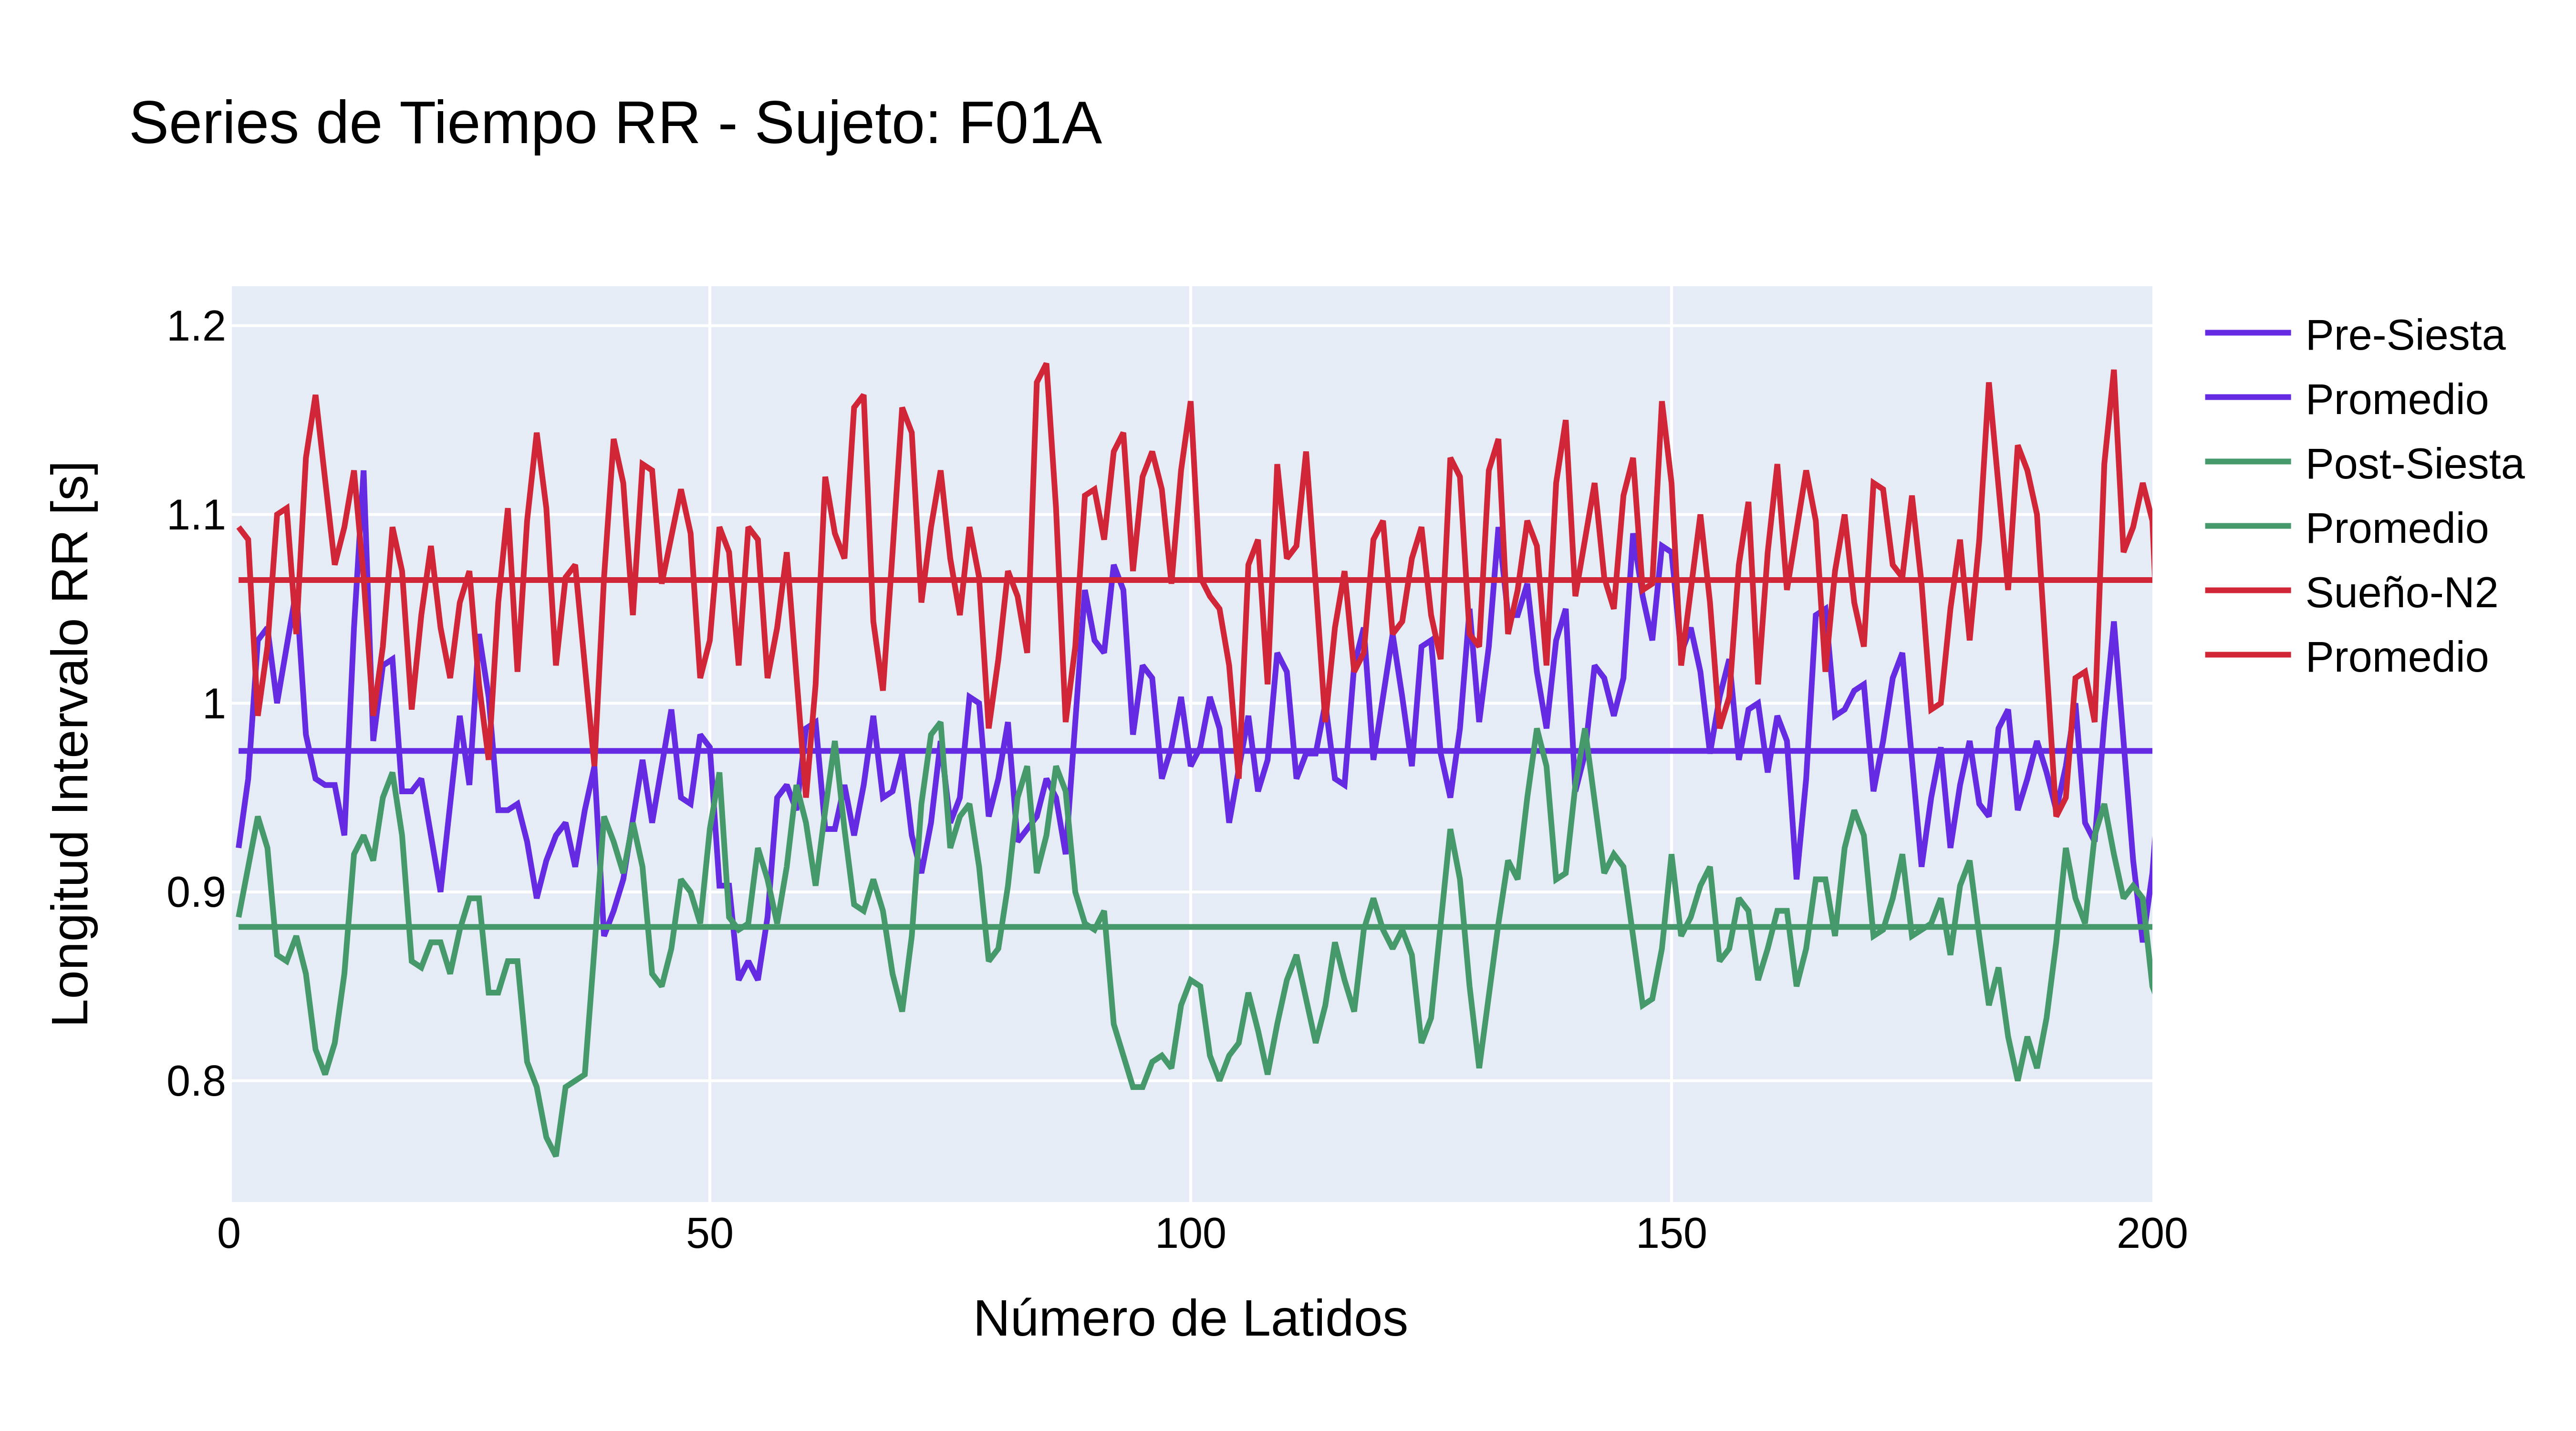 Series de Tiempo RR - Sujeto: F01A
Longitud Intervalo RR [s]
1.2
1.1
1
0.9
0.8
0
50
100
150
200
Número de Latidos
Pre-Siesta
Promedio
Post-Siesta
Promedio
Sueño-N2
Promedio